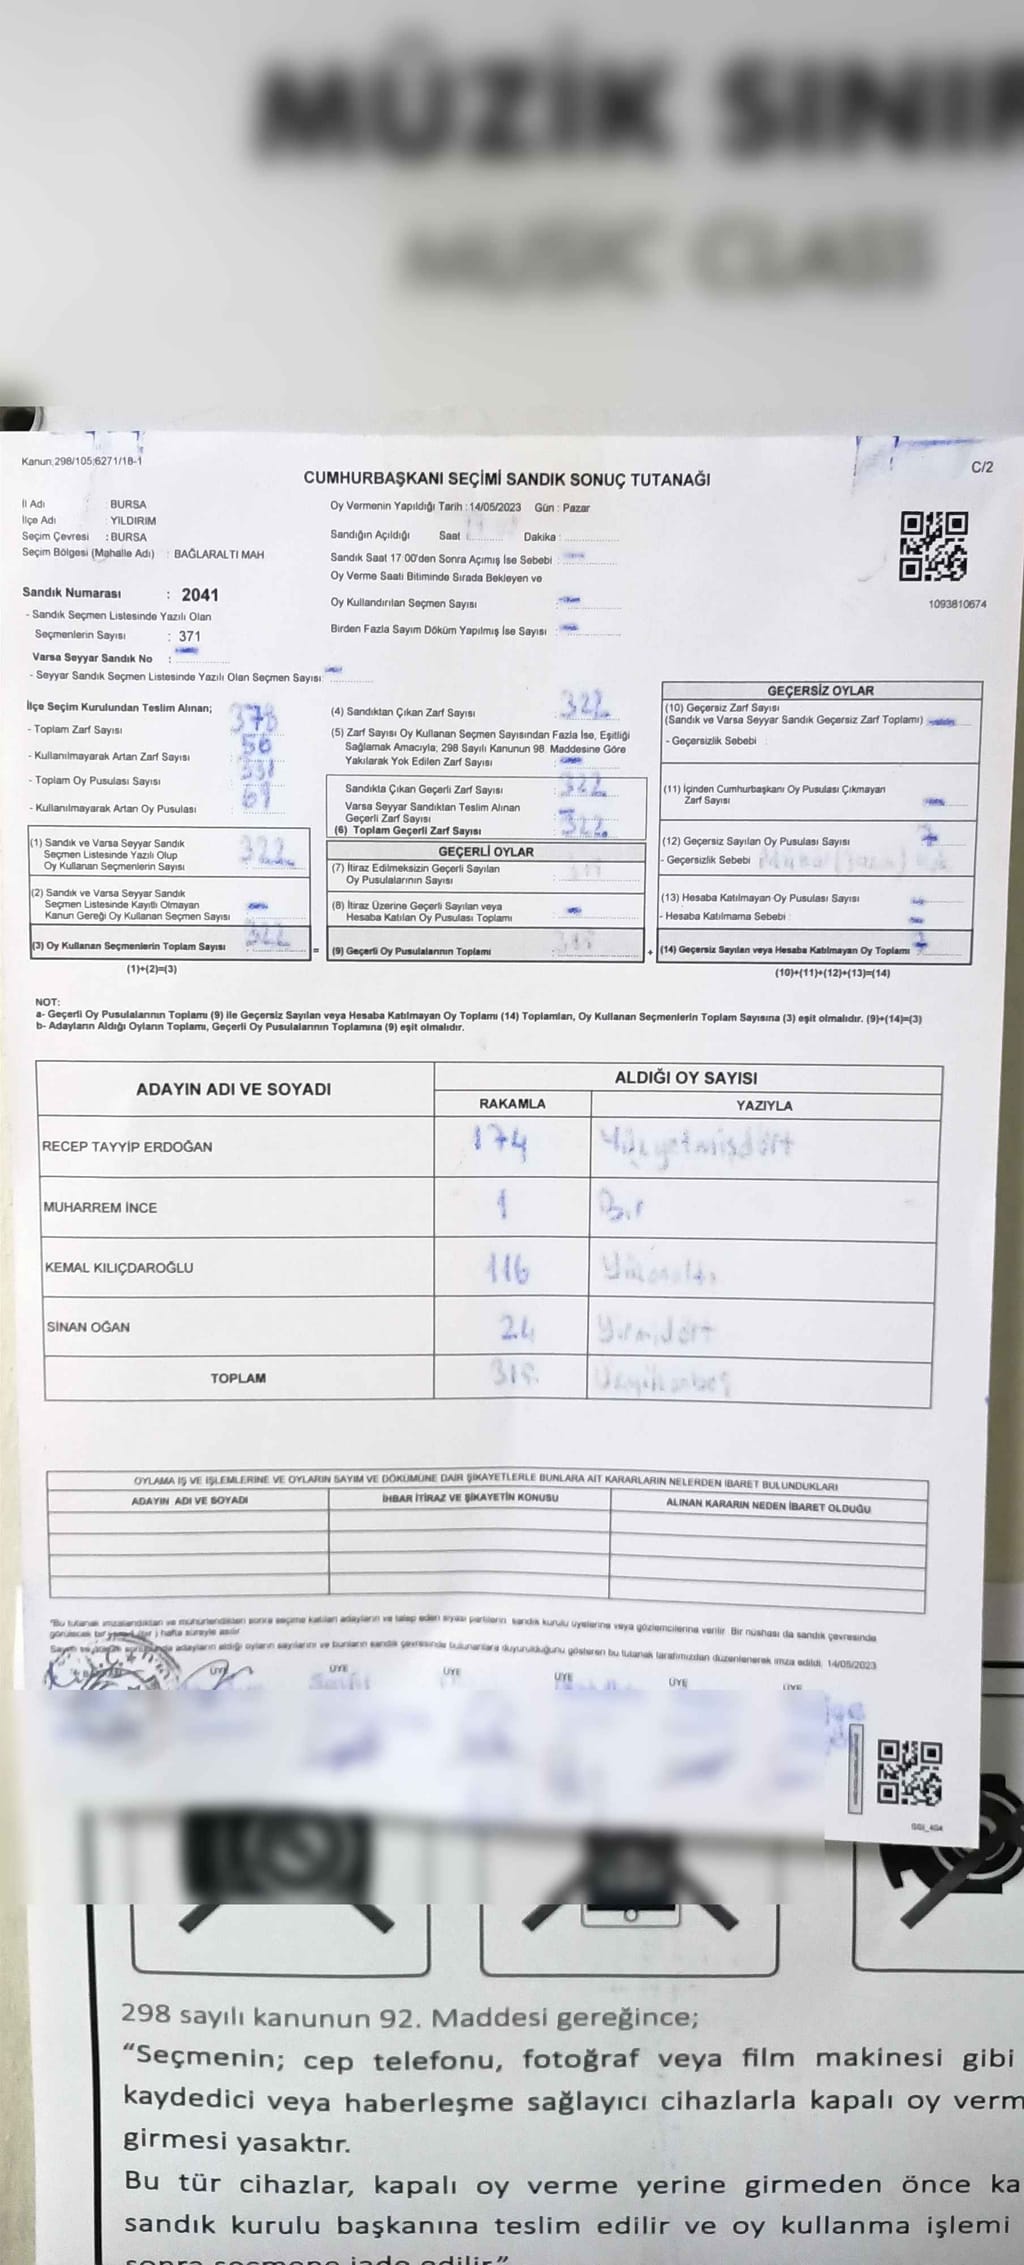 MÜZİK SINIF
MUSIC CLASS
Kanun;298/105;6271/18-1
C/2
CUMHURBAŞKANI SEÇİMİ SANDIK SONUÇ TUTANAĞI
İl Adı : BURSA
İlçe Adı : YILDIRIM
Seçim Çevresi : BURSA
Seçim Bölgesi (Mahalle Adı) : BAĞLARALTI MAH
Sandık Numarası : 2041
- Sandık Seçmen Listesinde Yazılı Olan
Seçmenlerin Sayısı : 371
Varsa Seyyar Sandık No :
- Seyyar Sandık Seçmen Listesinde Yazılı Olan Seçmen Sayısı:
Oy Vermenin Yapıldığı Tarih : 14/05/2023 Gün : Pazar
Sandığın Açıldığı Saat : Dakika :
Sandık Saat 17:00'den Sonra Açımış İse Sebebi :
Oy Verme Saati Bitiminde Sırada Bekleyen ve
Oy Kullandırılan Seçmen Sayısı :
Birden Fazla Sayım Döküm Yapılmış İse Sayısı :
1093810674
İlçe Seçim Kurulundan Teslim Alınan;
- Toplam Zarf Sayısı 378
- Kullanılmayarak Artan Zarf Sayısı 56
- Toplam Oy Pusulası Sayısı
- Kullanılmayarak Artan Oy Pusulası 61
(1) Sandık ve Varsa Seyyar Sandık
Seçmen Listesinde Yazılı Olup
Oy Kullanan Seçmenlerin Sayısı 322
(2) Sandık ve Varsa Seyyar Sandık
Seçmen Listesinde Kayıtlı Olmayan
Kanun Gereği Oy Kullanan Seçmen Sayısı
(3) Oy Kullanan Seçmenlerin Toplam Sayısı 322
(1)+(2)=(3)
(4) Sandıktan Çıkan Zarf Sayısı 322
(5) Zarf Sayısı Oy Kullanan Seçmen Sayısından Fazla İse, Eşitliği
Sağlamak Amacıyla; 298 Sayılı Kanunun 98. Maddesine Göre
Yakılarak Yok Edilen Zarf Sayısı
Sandıkta Çıkan Geçerli Zarf Sayısı 322
Varsa Seyyar Sandıktan Teslim Alınan
Geçerli Zarf Sayısı
(6) Toplam Geçerli Zarf Sayısı 322
GEÇERLİ OYLAR
(7) İtiraz Edilmeksizin Geçerli Sayılan
Oy Pusulalarının Sayısı
(8) İtiraz Üzerine Geçerli Sayılan veya
Hesaba Katılan Oy Pusulası Toplamı
= (9) Geçerli Oy Pusulalarının Toplamı 315
GEÇERSİZ OYLAR
(10) Geçersiz Zarf Sayısı
(Sandık ve Varsa Seyyar Sandık Geçersiz Zarf Toplamı)
- Geçersizlik Sebebi :
(11) İçinden Cumhurbaşkanı Oy Pusulası Çıkmayan
Zarf Sayısı
(12) Geçersiz Sayılan Oy Pusulası Sayısı 7
- Geçersizlik Sebebi
(13) Hesaba Katılmayan Oy Pusulası Sayısı
- Hesaba Katılmama Sebebi :
+ (14) Geçersiz Sayılan veya Hesaba Katılmayan Oy Toplamı 7
(10)+(11)+(12)+(13)=(14)
NOT:
a- Geçerli Oy Pusulalarının Toplamı (9) ile Geçersiz Sayılan veya Hesaba Katılmayan Oy Toplamı (14) Toplamları, Oy Kullanan Seçmenlerin Toplam Sayısına (3) eşit olmalıdır. (9)+(14)=(3)
b- Adayların Aldığı Oyların Toplamı, Geçerli Oy Pusulalarının Toplamına (9) eşit olmalıdır.
ADAYIN ADI VE SOYADI ALDIĞI OY SAYISI
RAKAMLA YAZIYLA
RECEP TAYYİP ERDOĞAN 174 Yüzyetmişdört
MUHARREM İNCE 1 Bir
KEMAL KILIÇDAROĞLU 116 Yüzonaltı
SİNAN OĞAN 24 Yirmidört
TOPLAM 315
OYLAMA İŞ VE İŞLEMLERİNE VE OYLARIN SAYIM VE DÖKÜMÜNE DAİR ŞİKAYETLERLE BUNLARA AİT KARARLARIN NELERDEN İBARET BULUNDUKLARI
ADAYIN ADI VE SOYADI İHBAR İTİRAZ VE ŞİKAYETİN KONUSU ALINAN KARARIN NEDEN İBARET OLDUĞU
"Bu tutanak imzalandıktan ve mühürlendikten sonra seçime katılan adayların ve talep eden siyasi partilerin sandık kurulu üyelerine veya gözlemcilerine verilir. Bir nüshası da sandık çevresinde
görülecek bir yere ( bir ) hafta süreyle asılır
adayların aldığı oyların sayılarını ve bunların sandık çevresinde bulunanlara duyurulduğunu gösteren bu tutanak tarafımızdan düzenlenerek imza edildi. 14/05/2023
ÜYE ÜYE ÜYE ÜYE ÜYE ÜYE
298 sayılı kanunun 92. Maddesi gereğince;
“Seçmenin; cep telefonu, fotoğraf veya film makinesi gibi
kaydedici veya haberleşme sağlayıcı cihazlarla kapalı oy verm
girmesi yasaktır.
Bu tür cihazlar, kapalı oy verme yerine girmeden önce ka
sandık kurulu başkanına teslim edilir ve oy kullanma işlemi
sonra seçmene iade edilir.”